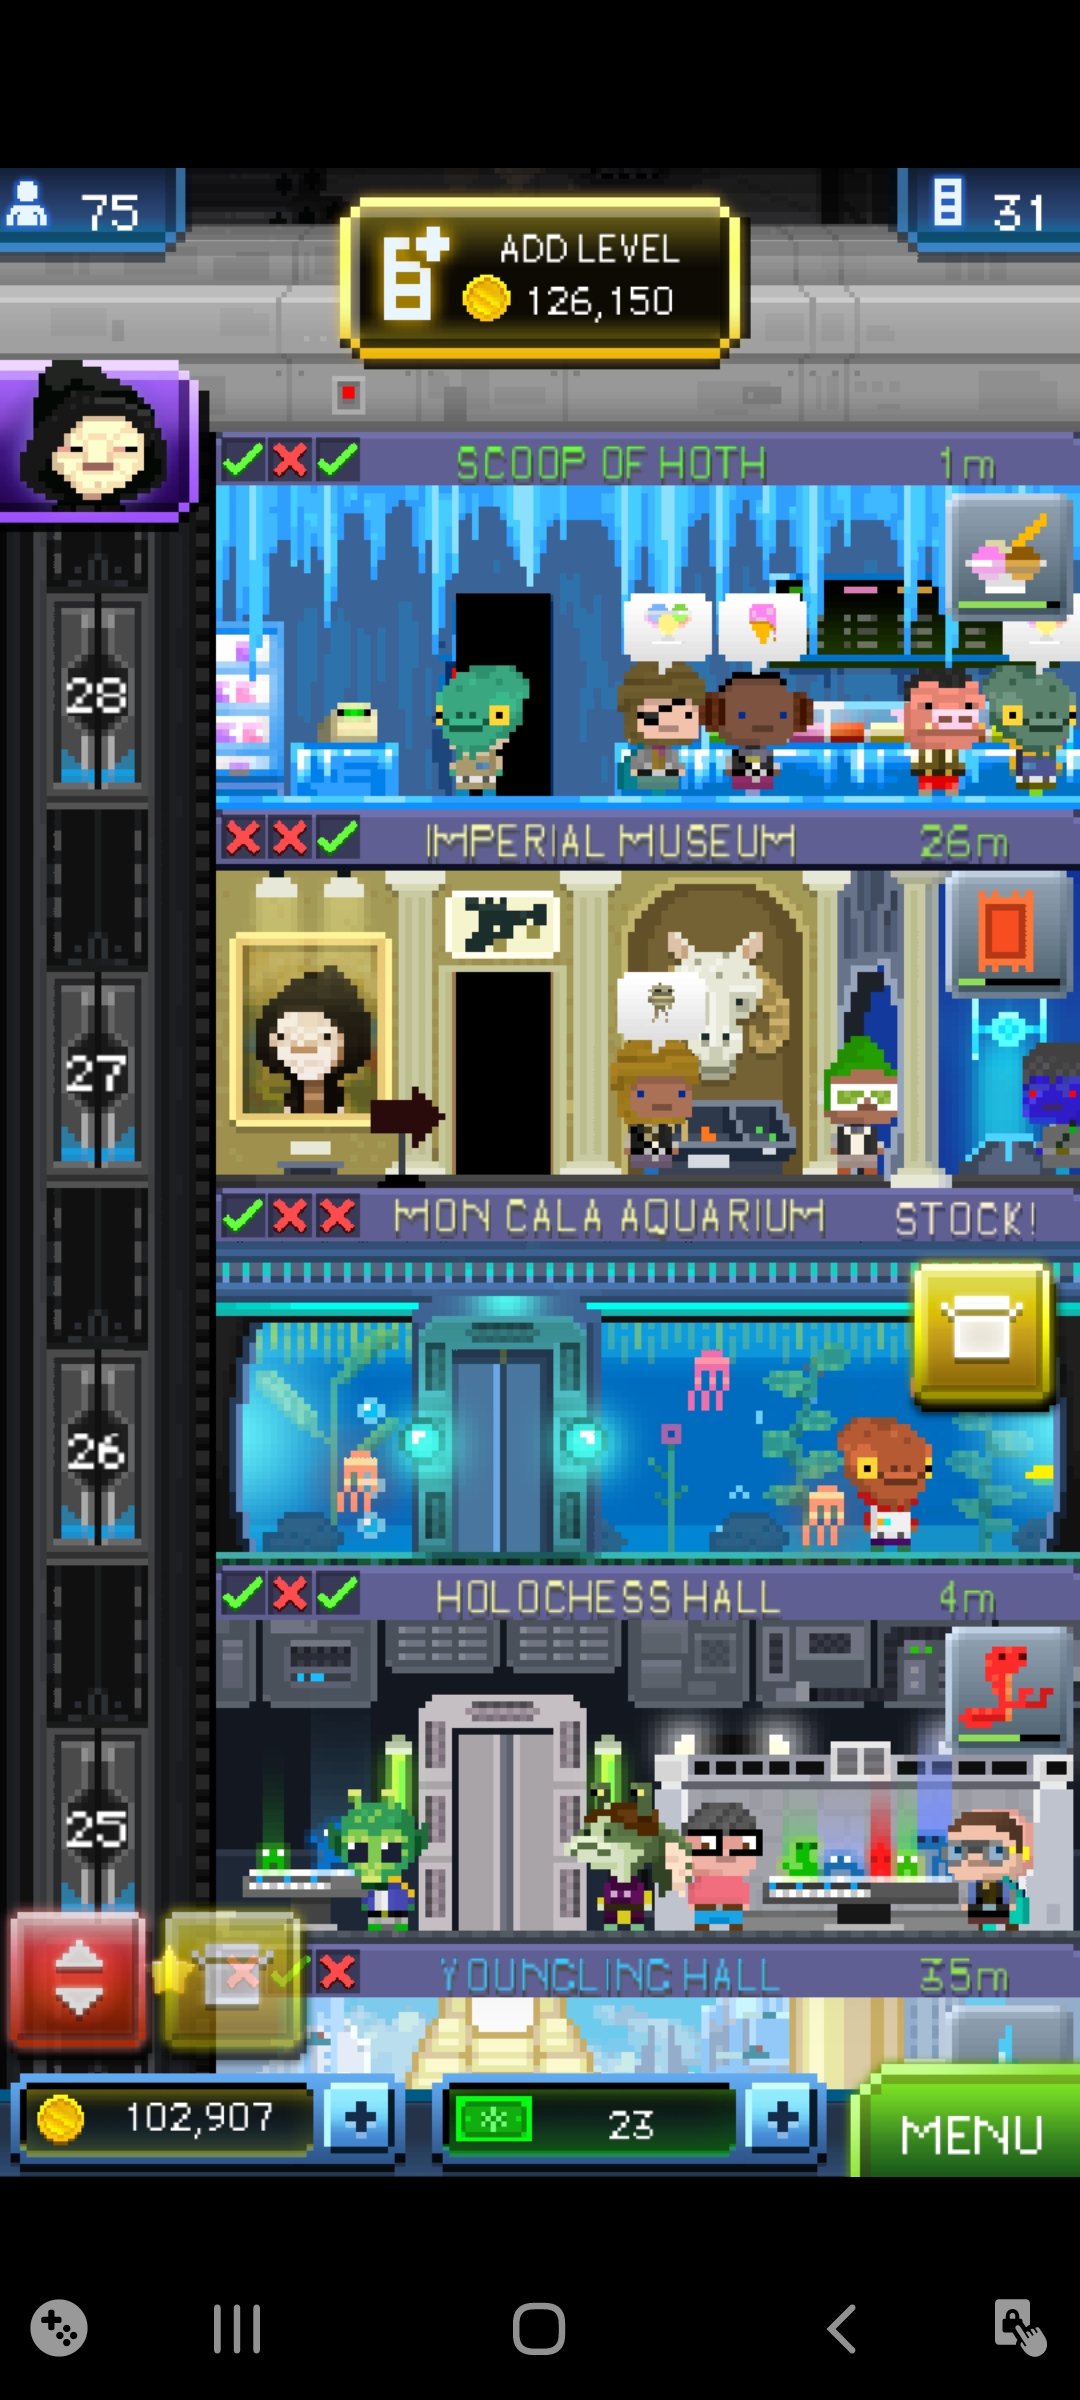 75
31
ADD LEVEL
126,150
SCOOP OF HOTH 1m
28
IMPERIAL MUSEUM 26m
27
MON CALA AQUARIUM STOCK!
26
HOLOCHESS HALL 4m
25
YOUNGLING HALL 35m
102,907
23
MENU